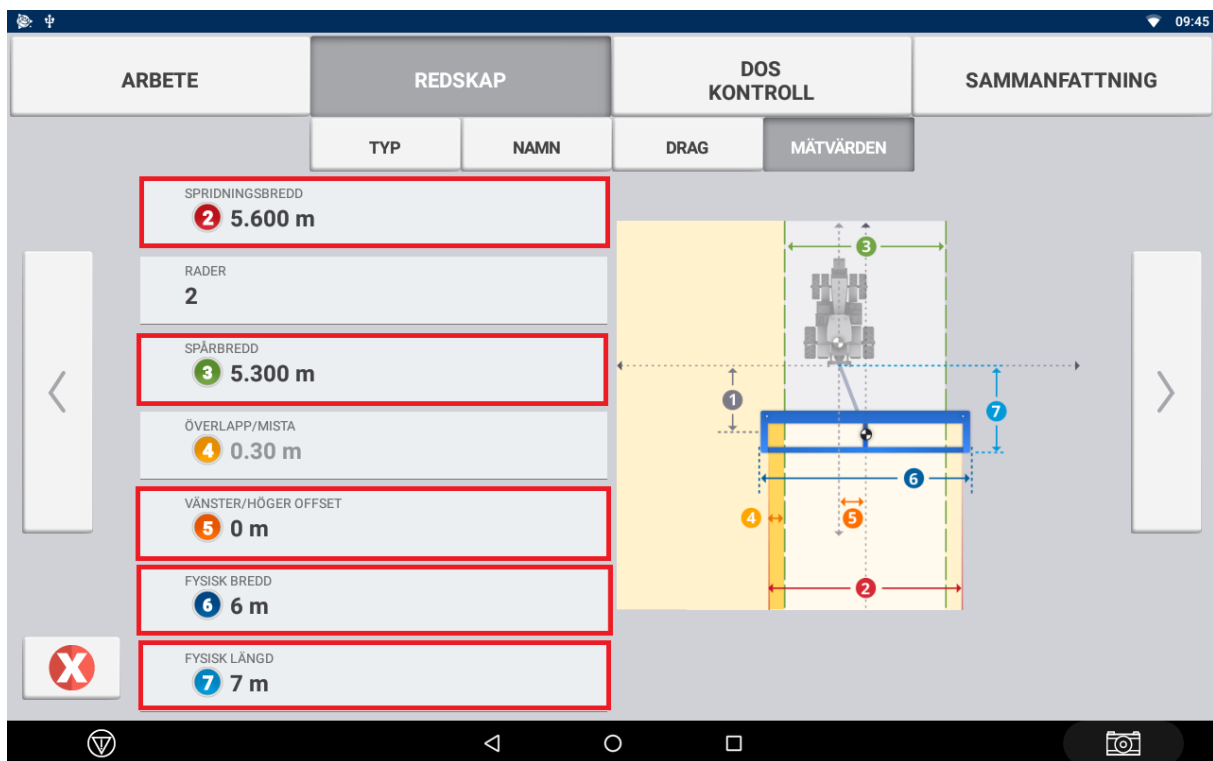 09:45
ARBETE
REDSKAP
DOS
KONTROLL
SAMMANFATTNING
TYP
NAMN
DRAG
MÄTVÄRDEN
SPRIDNINGSBREDD
2 5.600 m
RADER
2
SPÅRBREDD
3 5.300 m
ÖVERLAPP/MISTA
4 0.30 m
VÄNSTER/HÖGER OFFSET
5 0 m
FYSISK BREDD
6 6 m
FYSISK LÄNGD
7 7 m
3
1
7
6
4
5
2
X